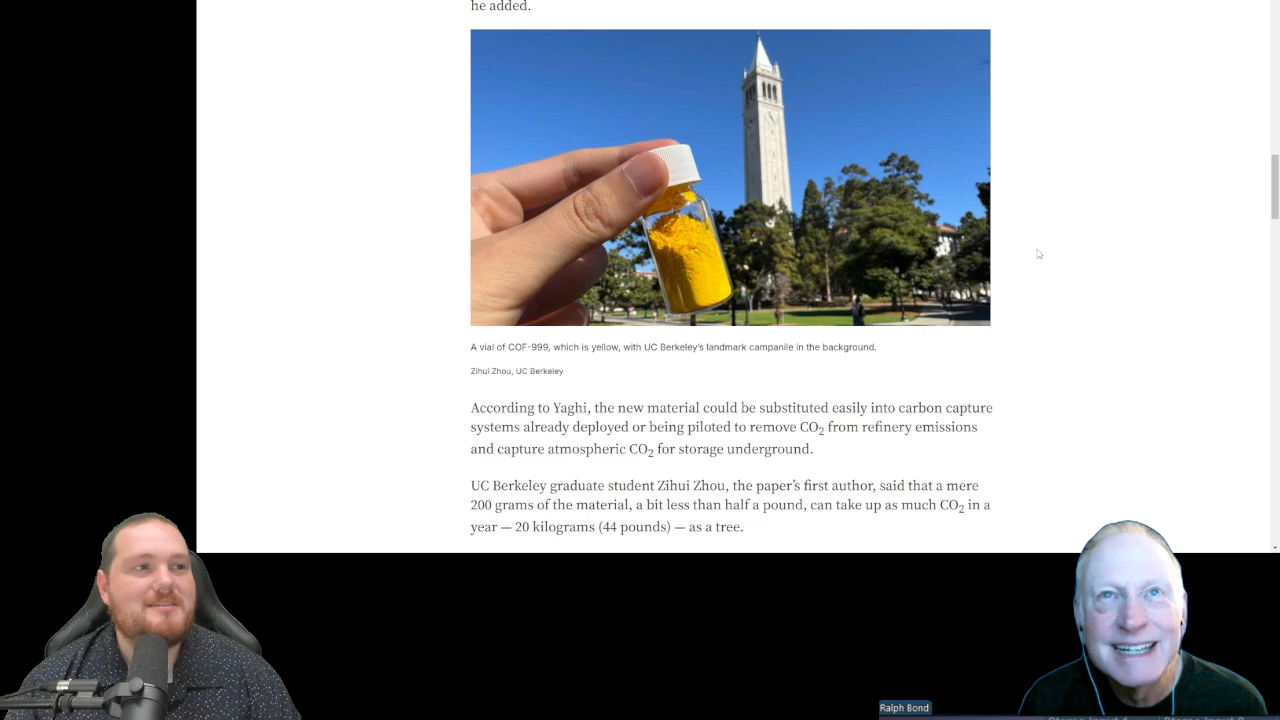 he added.
A vial of COF-999, which is yellow, with UC Berkeley's landmark campanile in the background.
Zihui Zhou, UC Berkeley
According to Yaghi, the new material could be substituted easily into carbon capture
systems already deployed or being piloted to remove CO₂ from refinery emissions
and capture atmospheric CO₂ for storage underground.
UC Berkeley graduate student Zihui Zhou, the paper’s first author, said that a mere
200 grams of the material, a bit less than half a pound, can take up as much CO₂ in a
year — 20 kilograms (44 pounds) — as a tree.
Ralph Bond